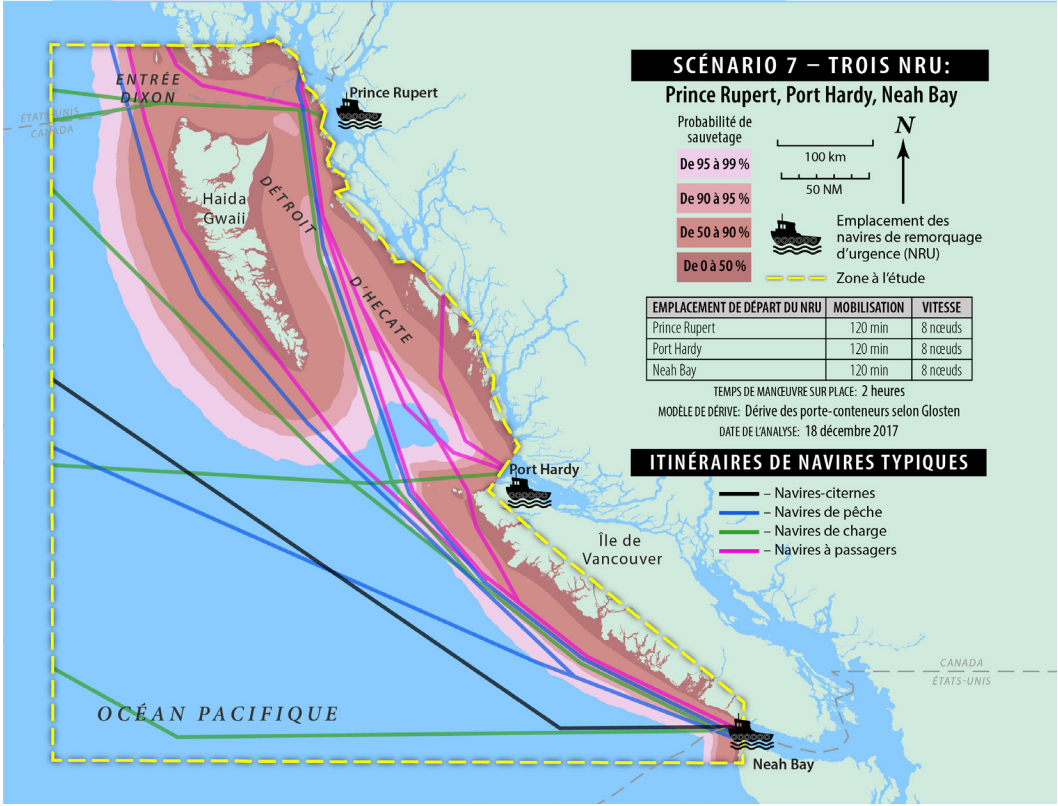 SCÉNARIO 7 – TROIS NRU:
Prince Rupert, Port Hardy, Neah Bay
Probabilité de
sauvetage
De 95 à 99 %
De 90 à 95 %
De 50 à 90 %
De 0 à 50 %
100 km
50 NM
N
Emplacement des
navires de remorquage
d'urgence (NRU)
Zone à l'étude
EMPLACEMENT DE DÉPART DU NRU MOBILISATION VITESSE
Prince Rupert 120 min 8 nœuds
Port Hardy 120 min 8 nœuds
Neah Bay 120 min 8 nœuds
TEMPS DE MANŒUVRE SUR PLACE: 2 heures
MODÈLE DE DÉRIVE: Dérive des porte-conteneurs selon Glosten
DATE DE L'ANALYSE: 18 décembre 2017
ITINÉRAIRES DE NAVIRES TYPIQUES
– Navires-citernes
– Navires de pêche
– Navires de charge
– Navires à passagers
ENTRÉE
DIXON
ÉTATS-UNIS
CANADA
Prince Rupert
Haida
Gwaii
DÉTROIT
D'HECATE
Port Hardy
Île de
Vancouver
CANADA
ÉTATS-UNIS
OCÉAN PACIFIQUE
Neah Bay